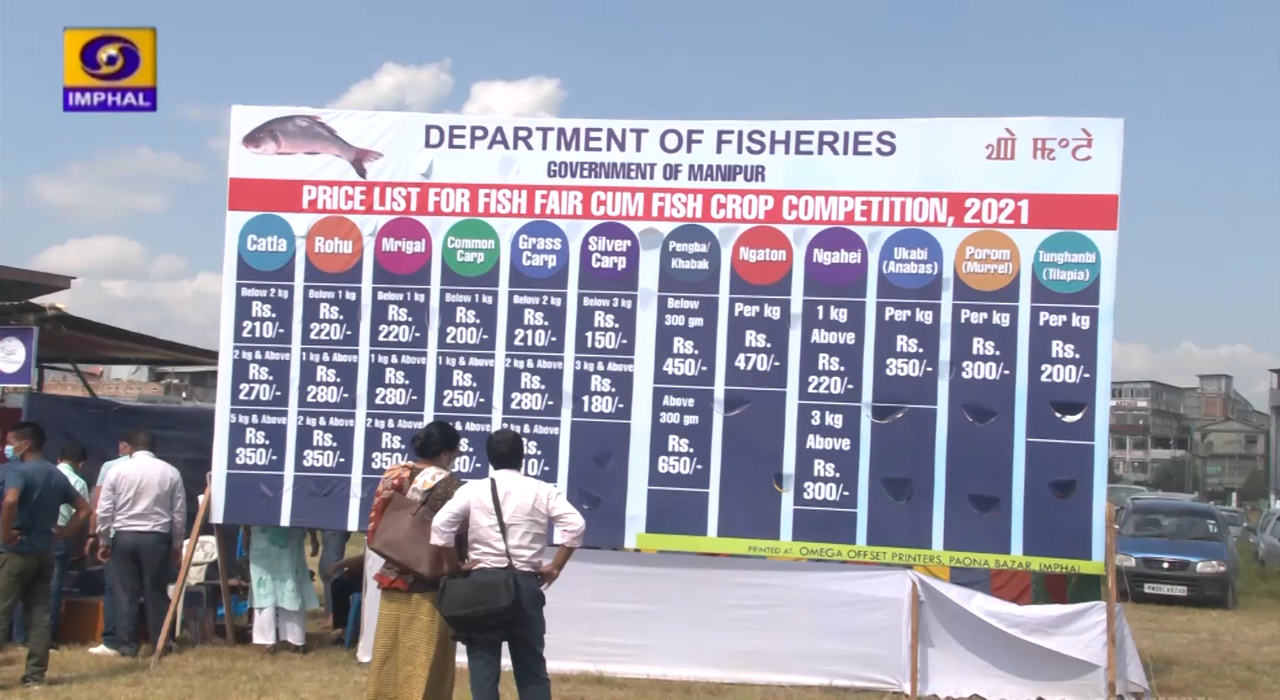 IMPHAL
DEPARTMENT OF FISHERIES
GOVERNMENT OF MANIPUR
PRICE LIST FOR FISH FAIR CUM FISH CROP COMPETITION, 2021
Catla
Below 2 kg
Rs.
210/-
2 kg & Above
Rs.
270/-
5 kg & Above
Rs.
350/-
Rohu
Below 1 kg
Rs.
220/-
1 kg & Above
Rs.
280/-
2 kg & Above
Rs.
350/-
Mrigal
Below 1 kg
Rs.
220/-
1 kg & Above
Rs.
280/-
2 kg &
Rs.
Common
Carp
Below 1 kg
Rs.
200/-
1 kg & Above
Rs.
250/-
Grass
Carp
Below 2 kg
Rs.
210/-
2 kg & Above
Rs.
280/-
Silver
Carp
Below 3 kg
Rs.
150/-
3 kg & Above
Rs.
180/-
Pengba/
Khabak
Below
300 gm
Rs.
450/-
Above
300 gm
Rs.
650/-
Ngaton
Per kg
Rs.
470/-
Ngahei
1 kg
Above
Rs.
220/-
3 kg
Above
Rs.
300/-
Ukabi
(Anabas)
Per kg
Rs.
350/-
Porom
(Murrel)
Per kg
Rs.
300/-
Tunghanbi
(Tilapia)
Per kg
Rs.
200/-
PRINTED AT: OMEGA OFFSET PRINTERS, PAONA BAZAR, IMPHAL